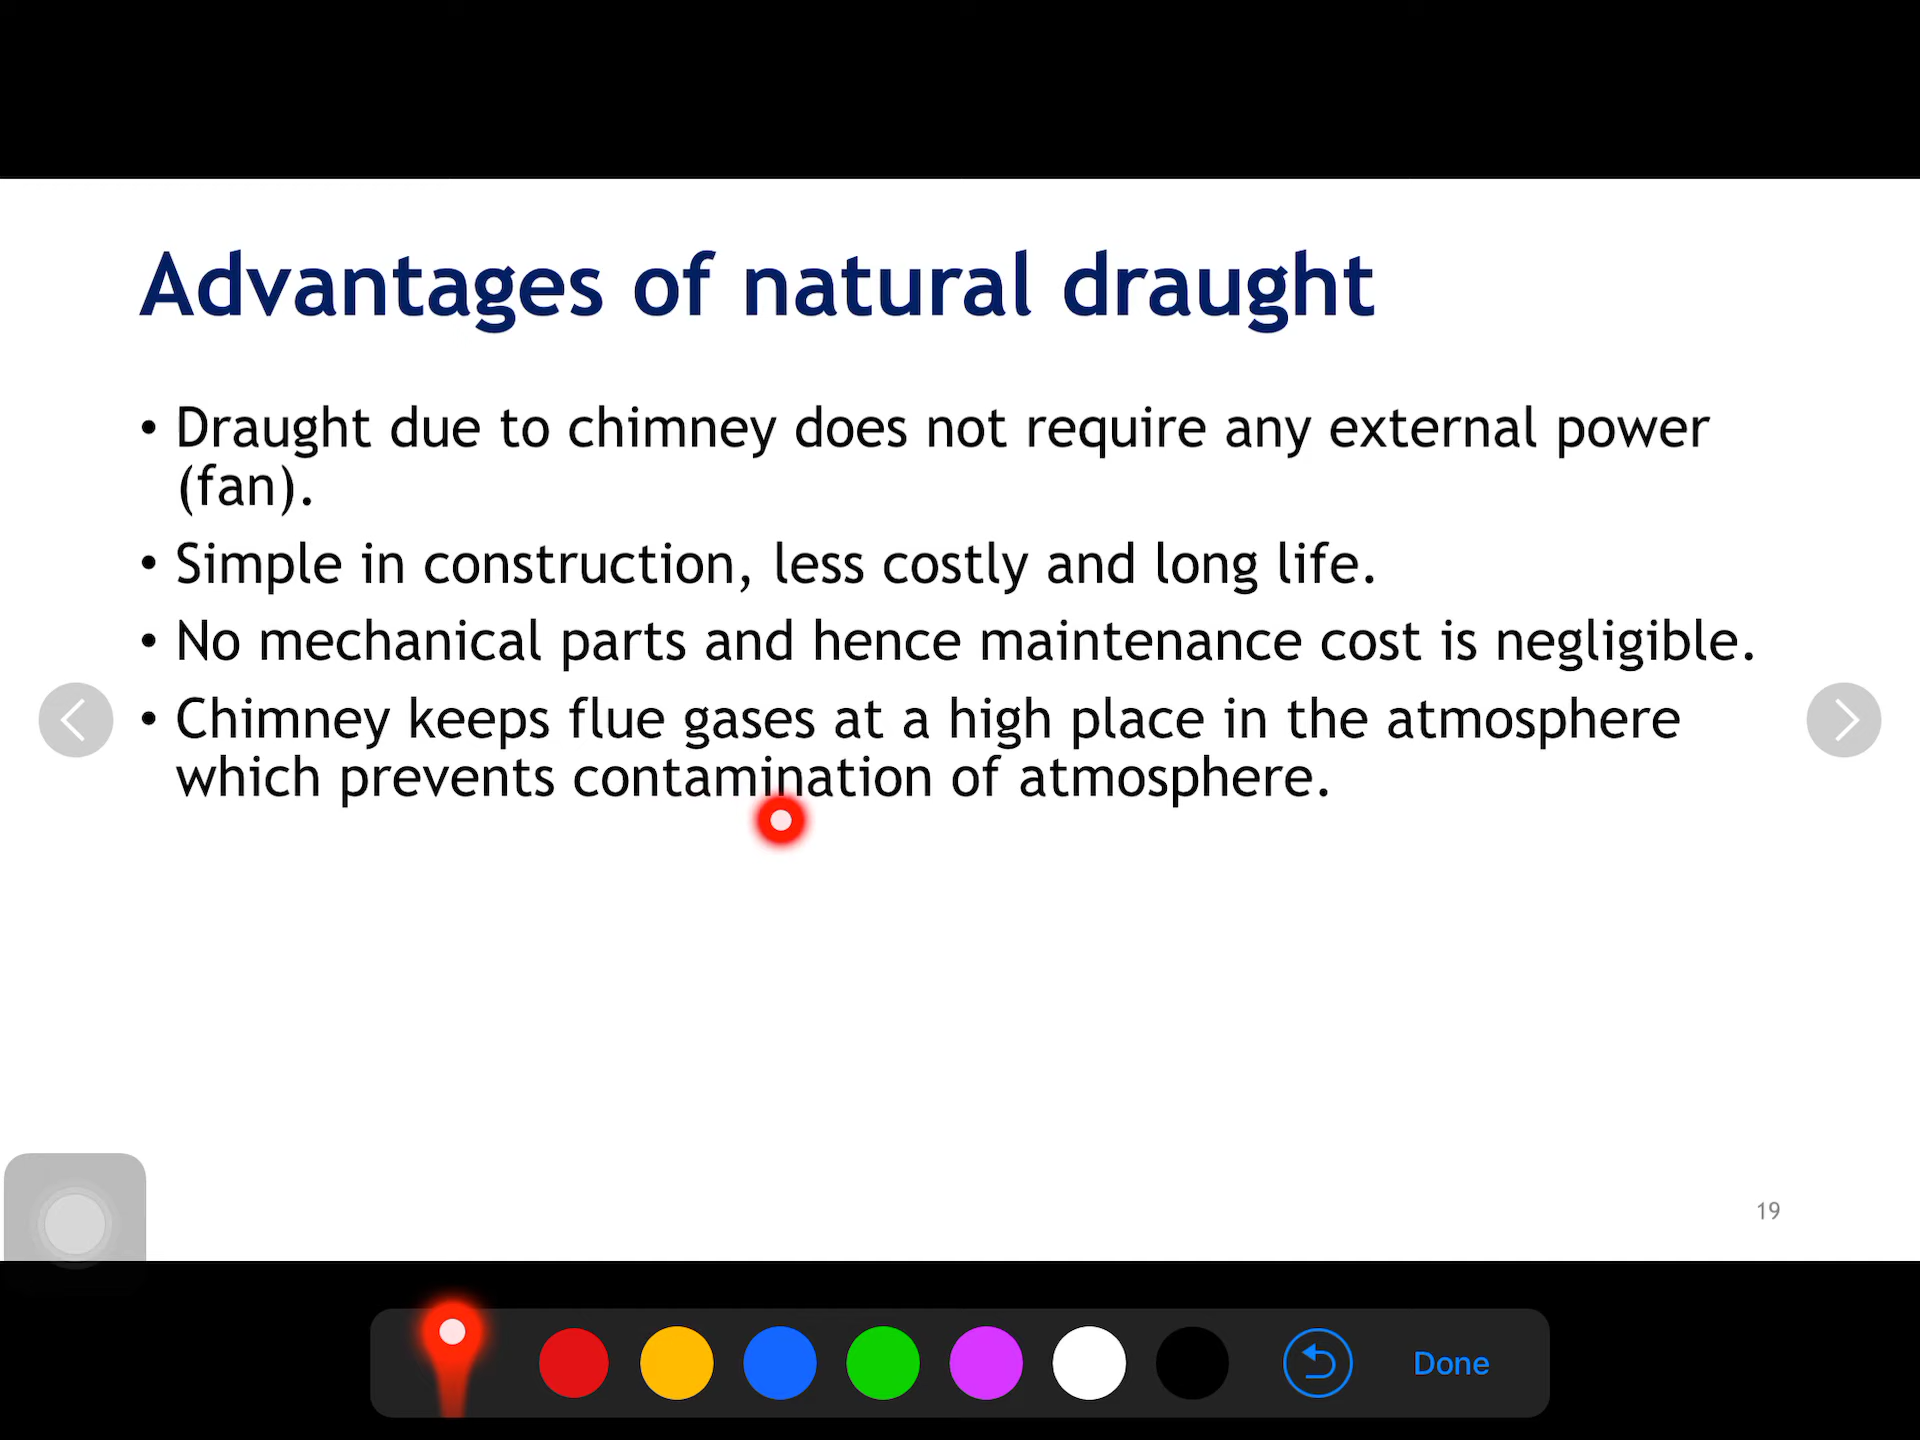 Advantages of natural draught
• Draught due to chimney does not require any external power
(fan).
• Simple in construction, less costly and long life.
• No mechanical parts and hence maintenance cost is negligible.
• Chimney keeps flue gases at a high place in the atmosphere
which prevents contamination of atmosphere.
19
Done